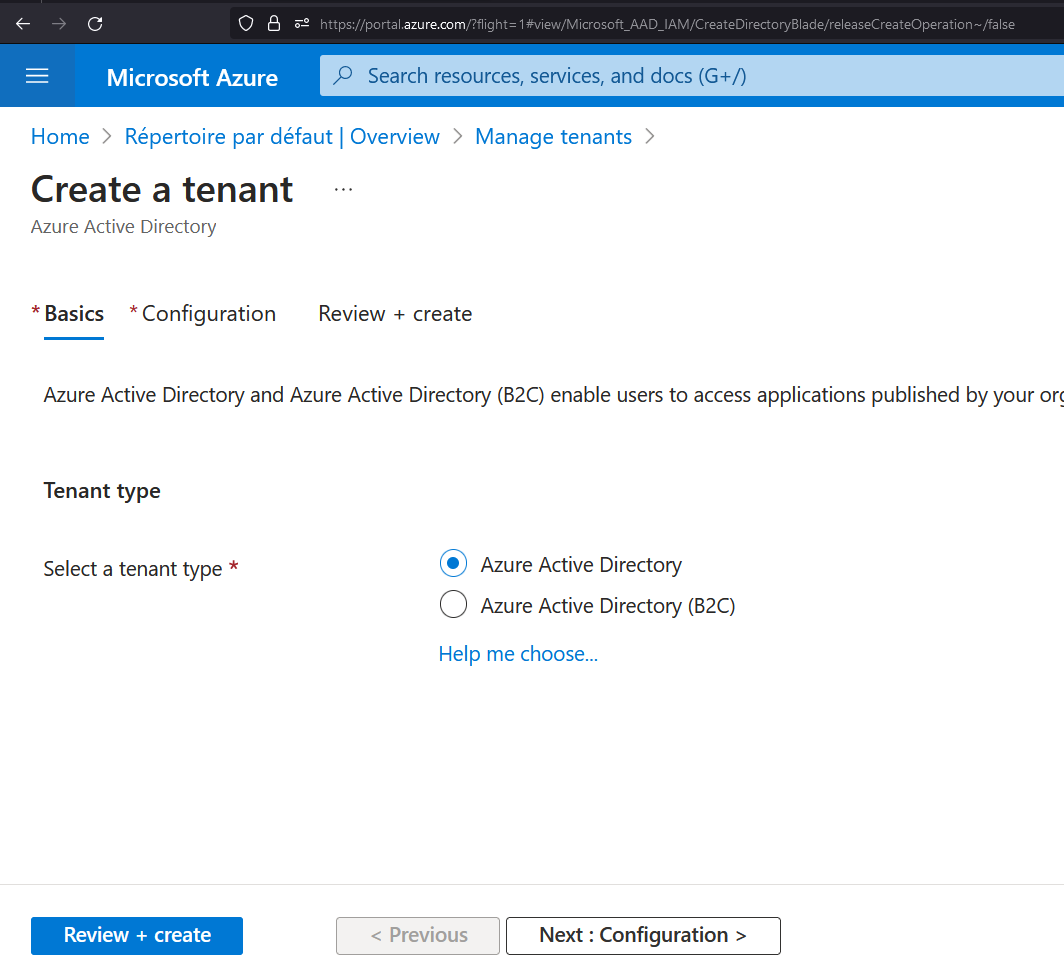 https://portal.azure.com/?flight=1#view/Microsoft_AAD_IAM/CreateDirectoryBlade/releaseCreateOperation~/false
Microsoft Azure
Search resources, services, and docs (G+/)
Home > Répertoire par défaut | Overview > Manage tenants >
Create a tenant ...
Azure Active Directory
* Basics * Configuration Review + create
Azure Active Directory and Azure Active Directory (B2C) enable users to access applications published by your
Tenant type
Select a tenant type *
Azure Active Directory
Azure Active Directory (B2C)
Help me choose...
Review + create < Previous Next : Configuration >